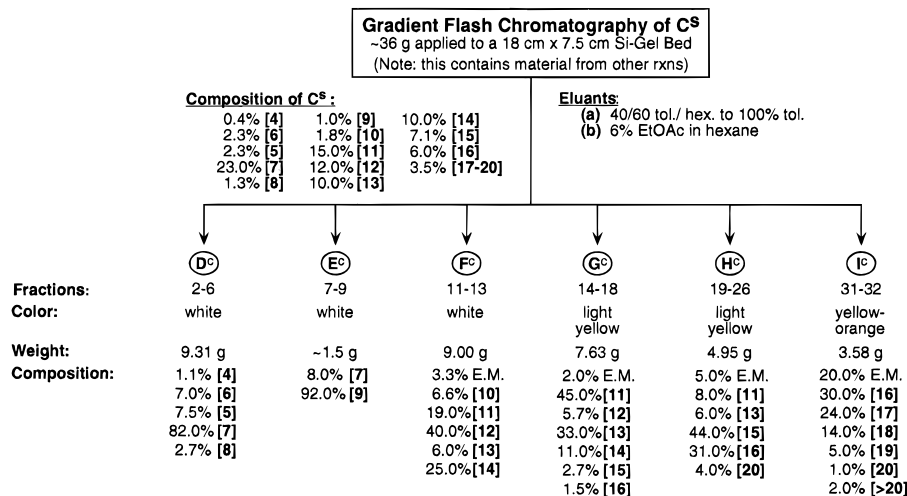 Gradient Flash Chromatography of Cˢ
~36 g applied to a 18 cm x 7.5 cm Si-Gel Bed
(Note: this contains material from other rxns)
Composition of Cˢ :
0.4% [4] 1.0% [9] 10.0% [14]
2.3% [6] 1.8% [10] 7.1% [15]
2.3% [5] 15.0% [11] 6.0% [16]
23.0% [7] 12.0% [12] 3.5% [17-20]
1.3% [8] 10.0% [13]
Eluants:
(a) 40/60 tol./ hex. to 100% tol.
(b) 6% EtOAc in hexane
Dᶜ Eᶜ Fᶜ Gᶜ Hᶜ Iᶜ
Fractions: 2-6 7-9 11-13 14-18 19-26 31-32
Color: white white white light light yellow-
yellow yellow orange
Weight: 9.31 g ~1.5 g 9.00 g 7.63 g 4.95 g 3.58 g
Composition: 1.1% [4] 8.0% [7] 3.3% E.M. 2.0% E.M. 5.0% E.M. 20.0% E.M.
7.0% [6] 92.0% [9] 6.6% [10] 45.0% [11] 8.0% [11] 30.0% [16]
7.5% [5] 19.0% [11] 5.7% [12] 6.0% [13] 24.0% [17]
82.0% [7] 40.0% [12] 33.0% [13] 44.0% [15] 14.0% [18]
2.7% [8] 6.0% [13] 11.0% [14] 31.0% [16] 5.0% [19]
25.0% [14] 2.7% [15] 4.0% [20] 1.0% [20]
1.5% [16] 2.0% [>20]